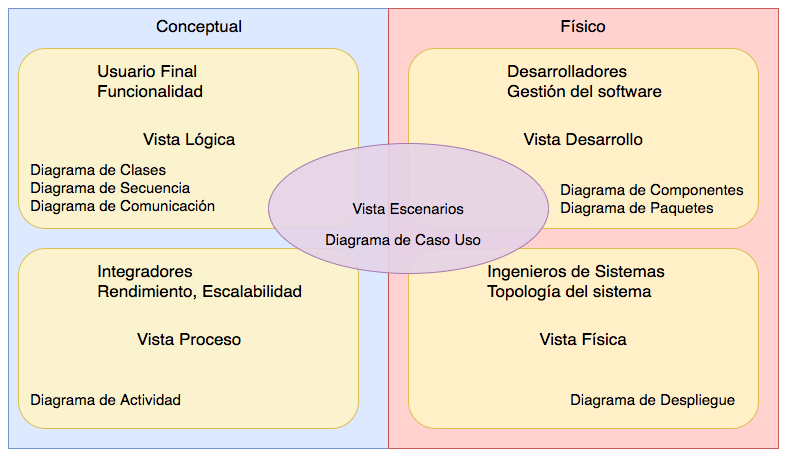 Conceptual
Físico
Usuario Final
Funcionalidad
Vista Lógica
Diagrama de Clases
Diagrama de Secuencia
Diagrama de Comunicación
Desarrolladores
Gestión del software
Vista Desarrollo
Diagrama de Componentes
Diagrama de Paquetes
Vista Escenarios
Diagrama de Caso Uso
Integradores
Rendimiento, Escalabilidad
Vista Proceso
Diagrama de Actividad
Ingenieros de Sistemas
Topología del sistema
Vista Física
Diagrama de Despliegue